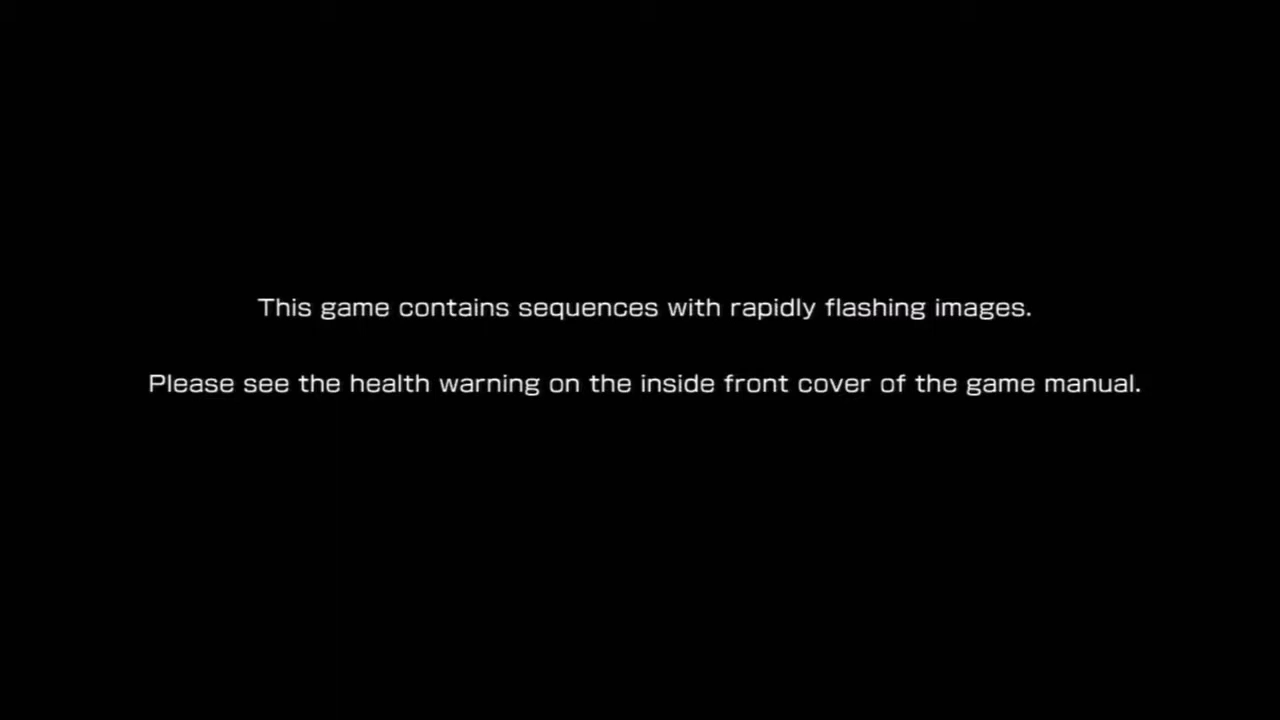 This game contains sequences with rapidly flashing images.
Please see the health warning on the inside front cover of the game manual.